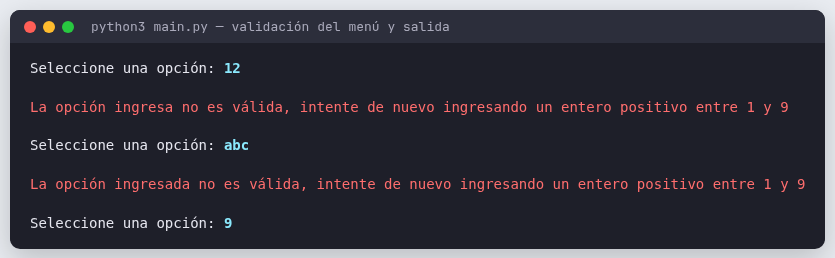 python3 main.py — validación del menú y salida
Seleccione una opción: 12
La opción ingresa no es válida, intente de nuevo ingresando un entero positivo entre 1 y 9
Seleccione una opción: abc
La opción ingresada no es válida, intente de nuevo ingresando un entero positivo entre 1 y 9
Seleccione una opción: 9